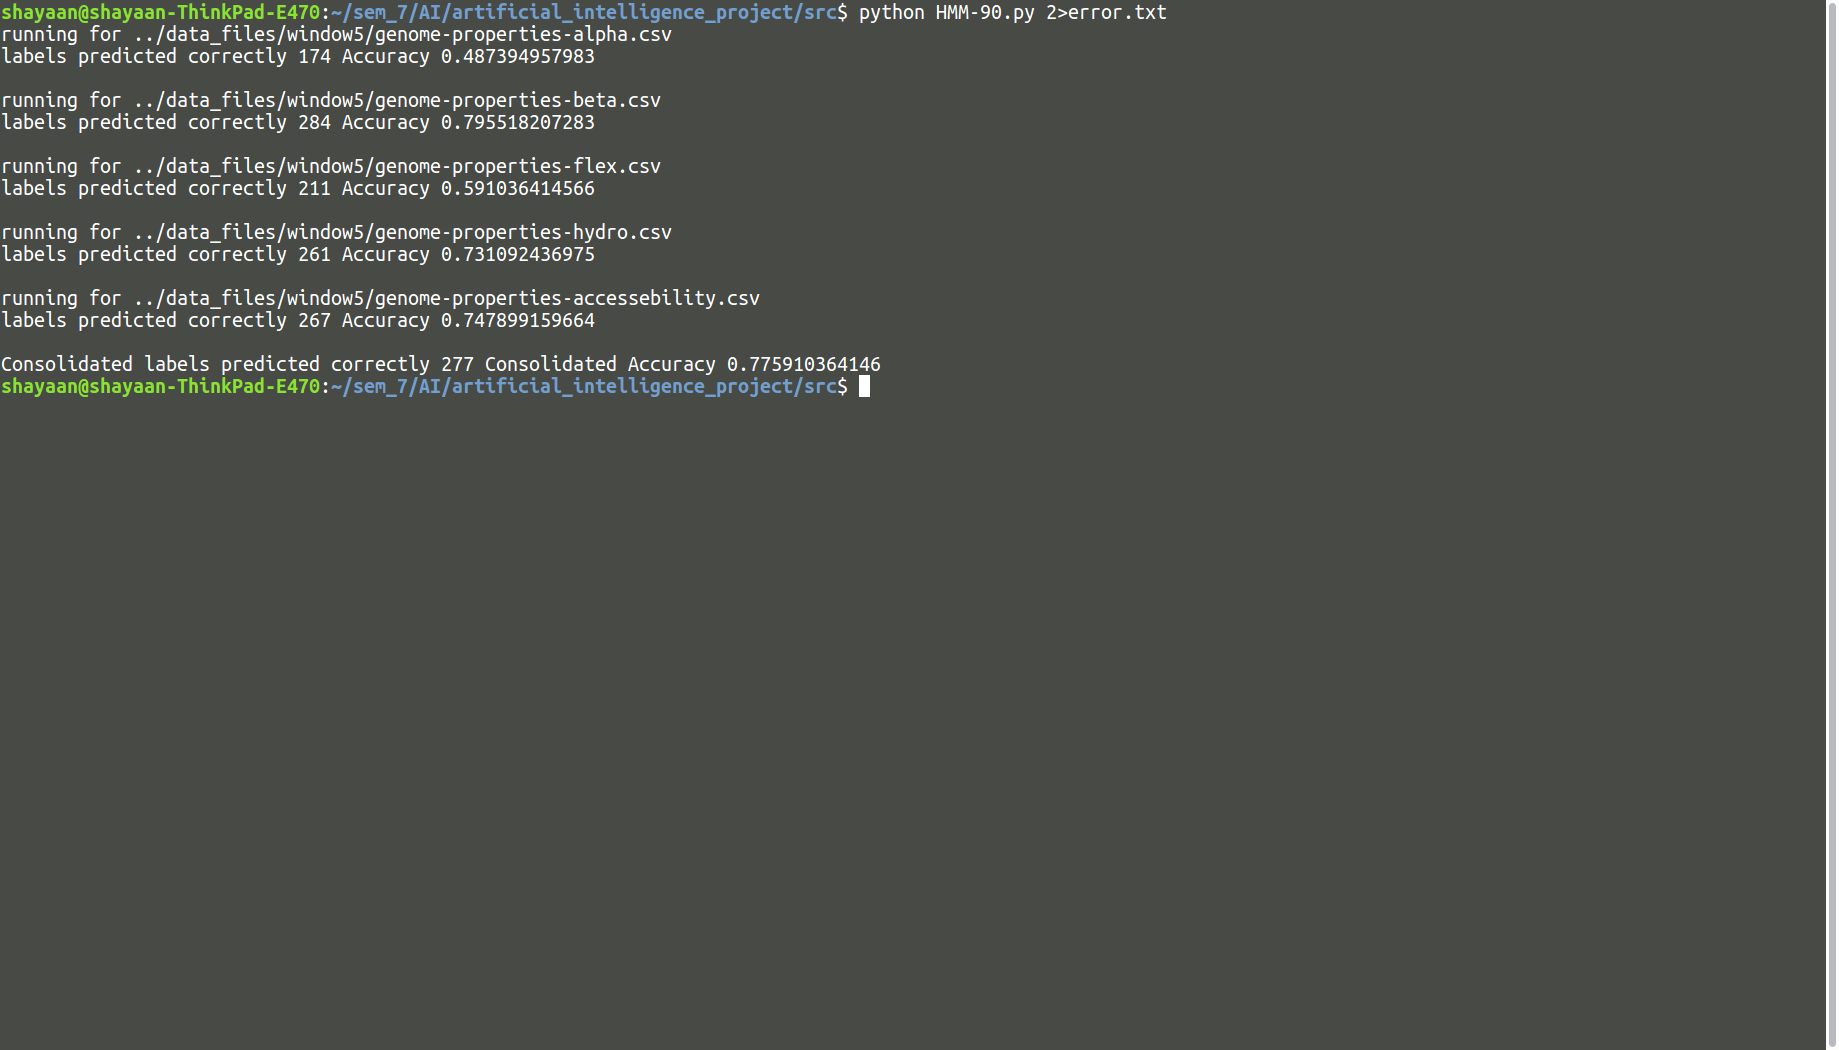 shayaan@shayaan-ThinkPad-E470:~/sem_7/AI/artificial_intelligence_project/src$ python HMM-90.py 2>error.txt
running for ../data_files/window5/genome-properties-alpha.csv
labels predicted correctly 174 Accuracy 0.487394957983
running for ../data_files/window5/genome-properties-beta.csv
labels predicted correctly 284 Accuracy 0.795518207283
running for ../data_files/window5/genome-properties-flex.csv
labels predicted correctly 211 Accuracy 0.591036414566
running for ../data_files/window5/genome-properties-hydro.csv
labels predicted correctly 261 Accuracy 0.731092436975
running for ../data_files/window5/genome-properties-accessebility.csv
labels predicted correctly 267 Accuracy 0.747899159664
Consolidated labels predicted correctly 277 Consolidated Accuracy 0.775910364146
shayaan@shayaan-ThinkPad-E470:~/sem_7/AI/artificial_intelligence_project/src$